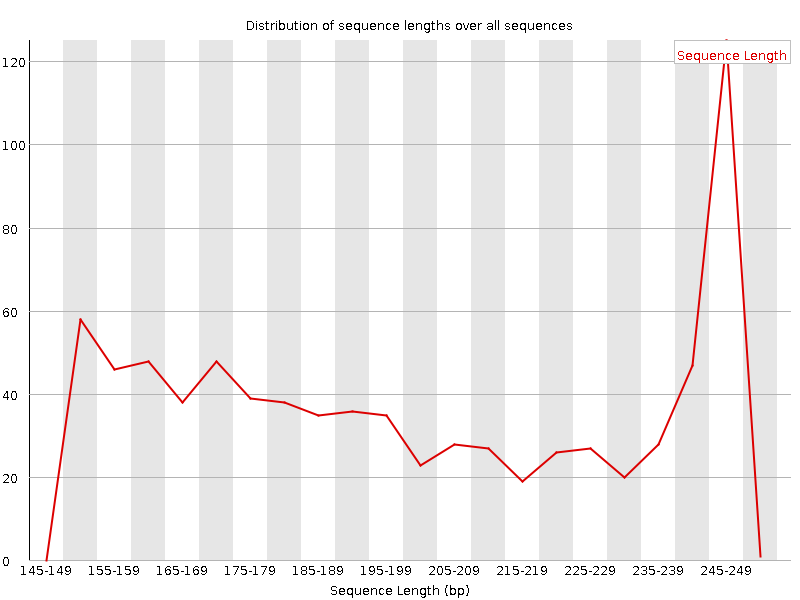 Distribution of sequence lengths over all sequences
Sequence Length
120
100
80
60
40
20
0
145-149 155-159 165-169 175-179 185-189 195-199 205-209 215-219 225-229 235-239 245-249
Sequence Length (bp)